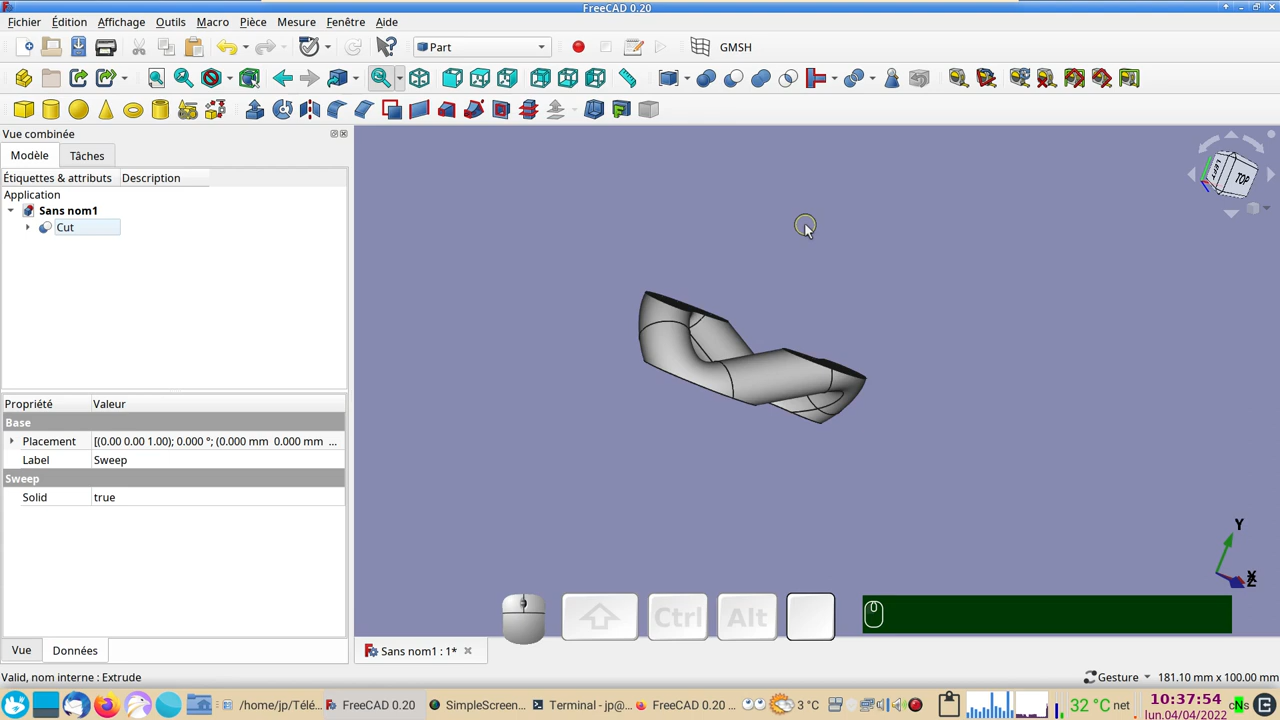 FreeCAD 0.20
Fichier Édition Affichage Outils Macro Pièce Mesure Fenêtre Aide
Part GMSH
Vue combinée
Modèle Tâches
Étiquettes & attributs Description
Application
Sans nom1
Cut
TOP
Propriété Valeur
Base
Placement [(0.00 0.00 1.00); 0.000 °; (0.000 mm 0.000 mm ...
Label Sweep
Sweep
Solid true
Y
Ctrl Alt
Vue Données
Sans nom1 : 1*
Valid, nom interne : Extrude
Gesture 181.10 mm x 100.00 mm
/home/jp/Télé... FreeCAD 0.20 SimpleScreen... Terminal - jp@... FreeCAD 0.20 ... 3°C 32 °C net 10:37:54
lun.04/04/2022